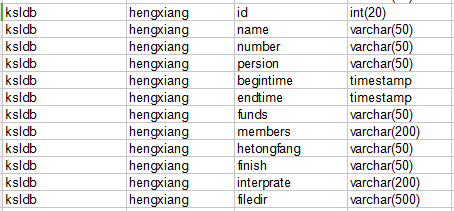 ksldb hengxiang id int(20)
ksldb hengxiang name varchar(50)
ksldb hengxiang number varchar(50)
ksldb hengxiang persion varchar(50)
ksldb hengxiang begintime timestamp
ksldb hengxiang endtime timestamp
ksldb hengxiang funds varchar(50)
ksldb hengxiang members varchar(200)
ksldb hengxiang hetongfang varchar(50)
ksldb hengxiang finish varchar(50)
ksldb hengxiang interprate varchar(200)
ksldb hengxiang filedir varchar(500)